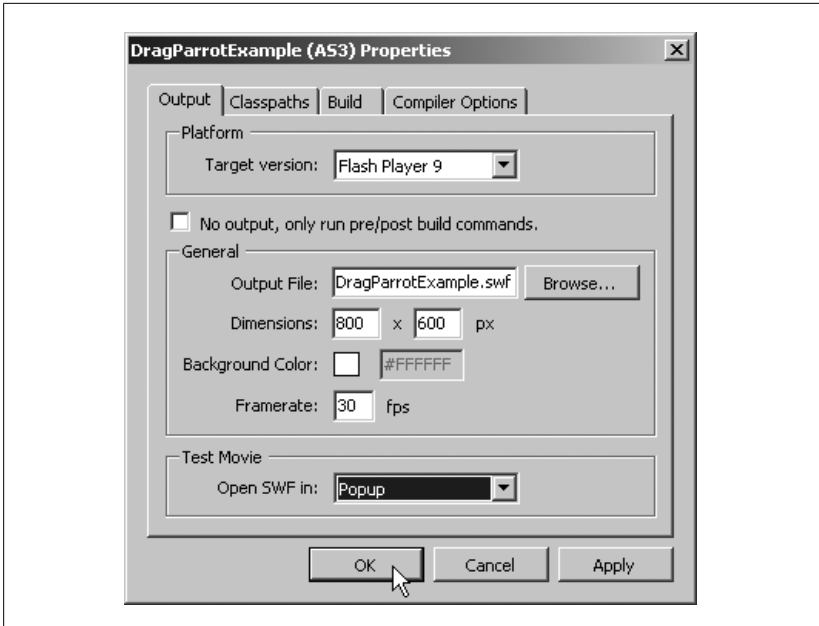 DragParrotExample (AS3) Properties
Output Classpaths Build Compiler Options
Platform
Target version: Flash Player 9
No output, only run pre/post build commands.
General
Output File: DragParrotExample.swf Browse...
Dimensions: 800 x 600 px
Background Color: #FFFFFF
Framerate: 30 fps
Test Movie
Open SWF in: Popup
OK Cancel Apply